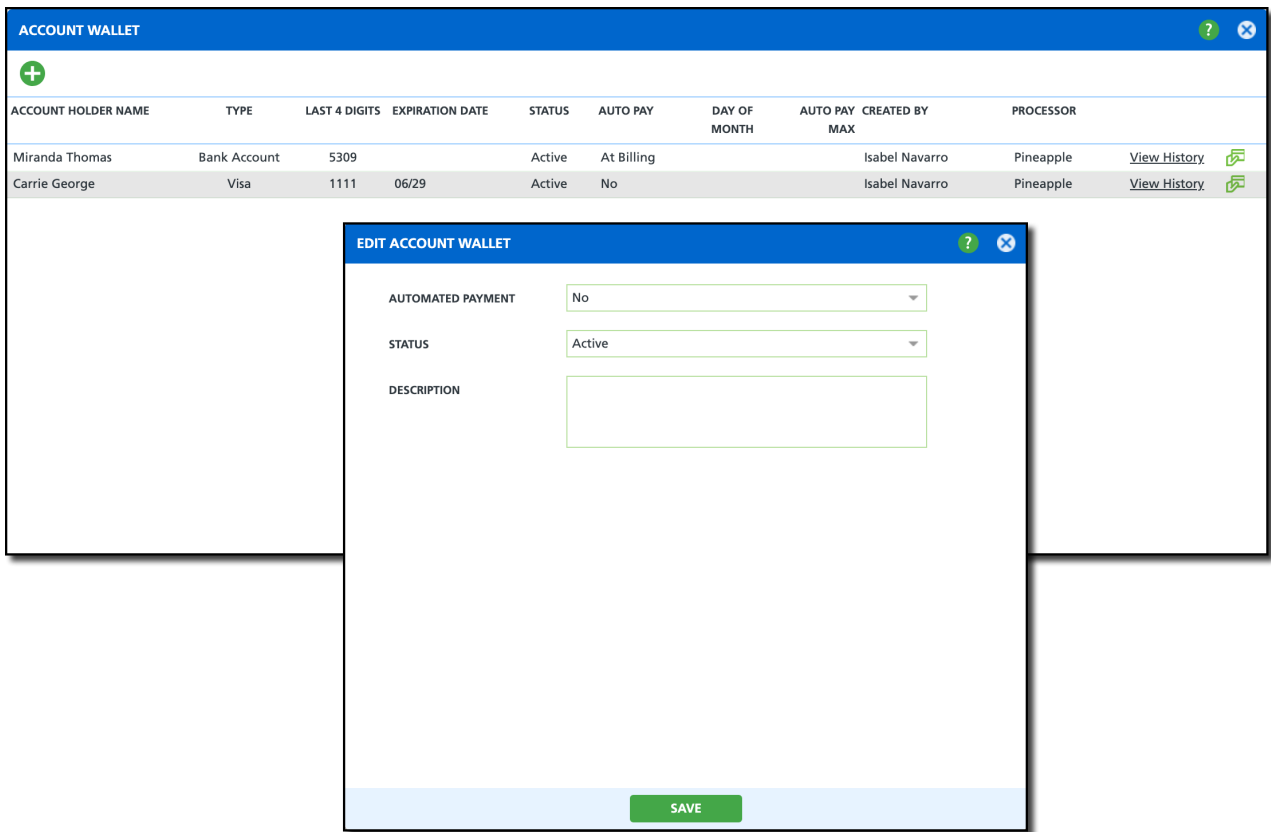 ACCOUNT WALLET
?
ACCOUNT HOLDER NAME TYPE LAST 4 DIGITS EXPIRATION DATE STATUS AUTO PAY DAY OF MONTH AUTO PAY MAX CREATED BY PROCESSOR
Miranda Thomas Bank Account 5309 Active At Billing Isabel Navarro Pineapple View History
Carrie George Visa 1111 06/29 Active No Isabel Navarro Pineapple View History
EDIT ACCOUNT WALLET
?
AUTOMATED PAYMENT No
STATUS Active
DESCRIPTION
SAVE